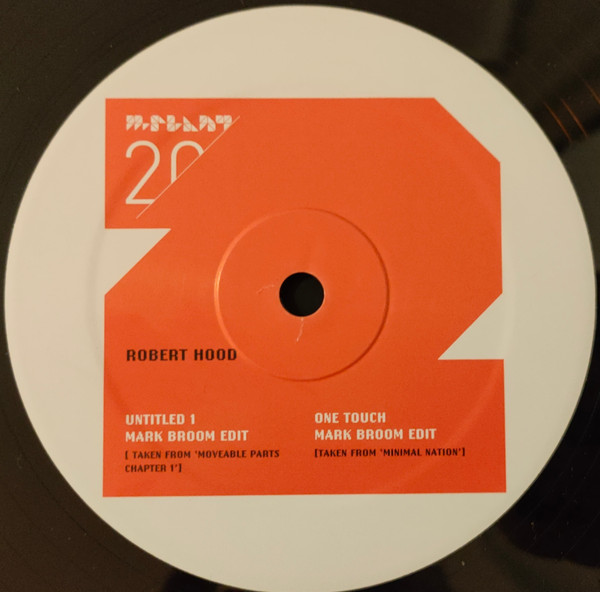 M-PLANT
20
ROBERT HOOD
UNTITLED 1
MARK BROOM EDIT
[ TAKEN FROM 'MOVEABLE PARTS
CHAPTER 1']
ONE TOUCH
MARK BROOM EDIT
[TAKEN FROM 'MINIMAL NATION']